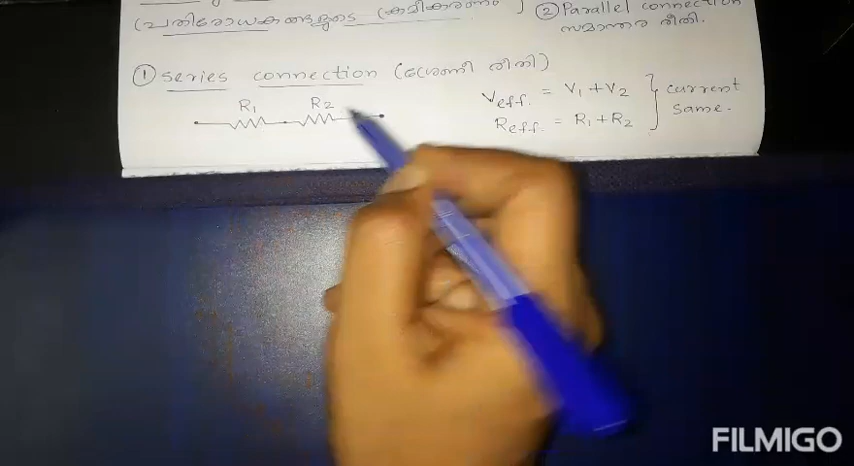 (പ്രതിരോധകങ്ങളുടെ ക്രമീകരണം) ② Parallel connection
സമാന്തര രീതി.
① Series connection (ശ്രേണീ രീതി)
R1 R2
Veff. = V1 + V2
Reff. = R1 + R2
current
same.
FILMIGO